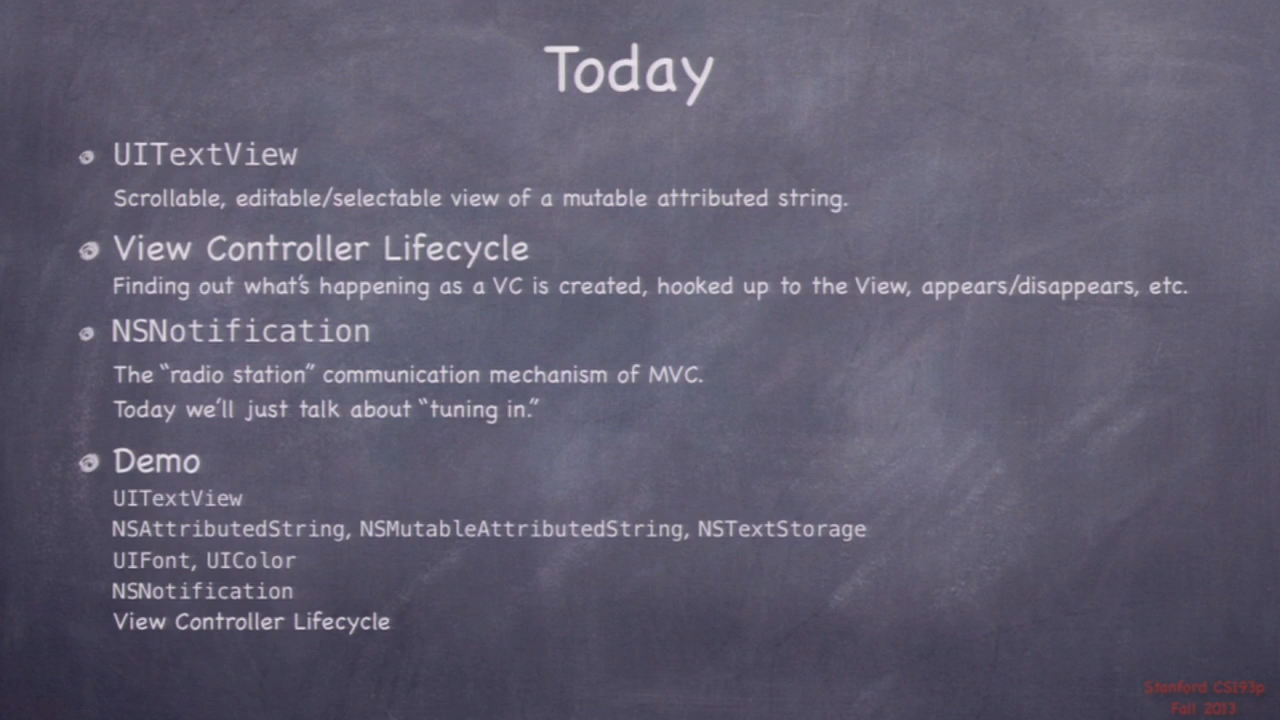 Today
UITextView
Scrollable, editable/selectable view of a mutable attributed string.
View Controller Lifecycle
Finding out what’s happening as a VC is created, hooked up to the View, appears/disappears, etc.
NSNotification
The “radio station” communication mechanism of MVC.
Today we’ll just talk about “tuning in.”
Demo
UITextView
NSAttributedString, NSMutableAttributedString, NSTextStorage
UIFont, UIColor
NSNotification
View Controller Lifecycle
Stanford CS193p
Fall 2013